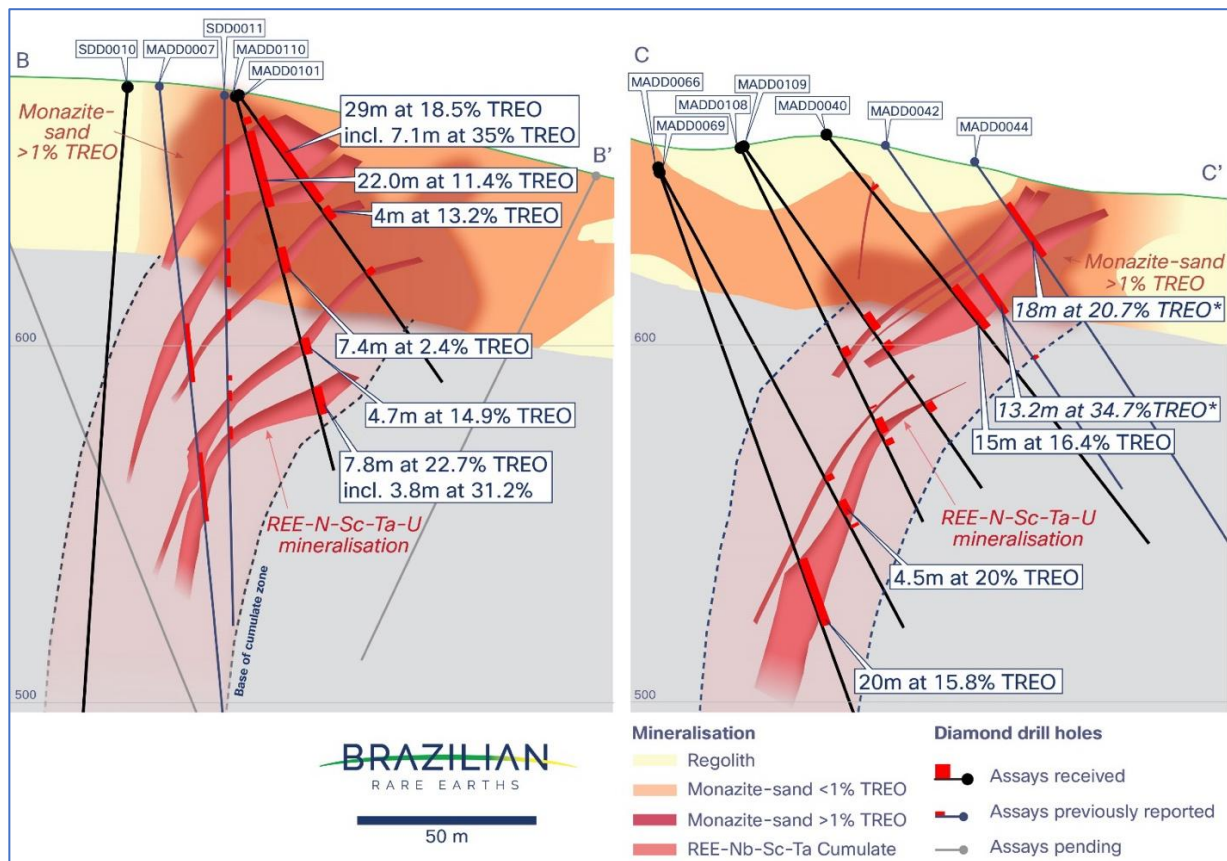 B
SDD0010
MADD0007
SDD0011
MADD0110
MADD0101
Monazite-
sand
>1% TREO
29m at 18.5% TREO
incl. 7.1m at 35% TREO
22.0m at 11.4% TREO
4m at 13.2% TREO
B'
600
7.4m at 2.4% TREO
4.7m at 14.9% TREO
7.8m at 22.7% TREO
incl. 3.8m at 31.2%
REE-N-Sc-Ta-U
mineralisation
Base of cumulate zone
500
C
MADD0066
MADD0069
MADD0108
MADD0109
MADD0040
MADD0042
MADD0044
C'
Monazite-sand
>1% TREO
18m at 20.7% TREO*
600
13.2m at 34.7%TREO*
15m at 16.4% TREO
REE-N-Sc-Ta-U
mineralisation
4.5m at 20% TREO
20m at 15.8% TREO
500
BRAZILIAN
RARE EARTHS
50 m
Mineralisation
Regolith
Monazite-sand <1% TREO
Monazite-sand >1% TREO
REE-Nb-Sc-Ta Cumulate
Diamond drill holes
Assays received
Assays previously reported
Assays pending